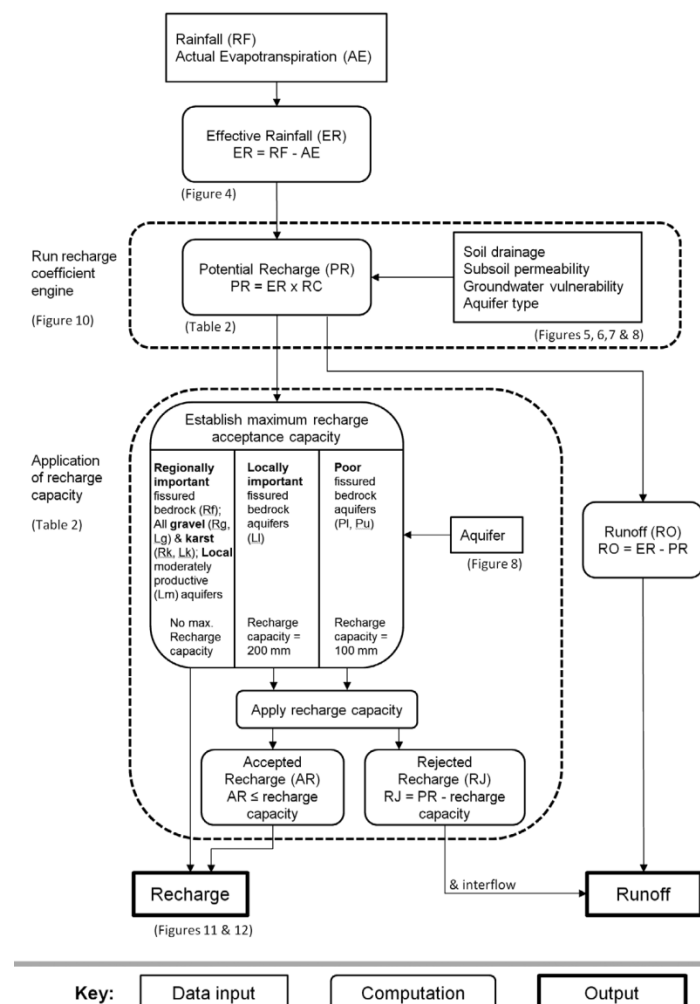 Rainfall (RF)
Actual Evapotranspiration (AE)
Effective Rainfall (ER)
ER = RF - AE
(Figure 4)
Run recharge
coefficient
engine
(Figure 10)
Potential Recharge (PR)
PR = ER x RC
(Table 2)
Soil drainage
Subsoil permeability
Groundwater vulnerability
Aquifer type
(Figures 5, 6,7 & 8)
Application
of recharge
capacity
(Table 2)
Establish maximum recharge
acceptance capacity
Regionally
important
fissured
bedrock (Rf);
All gravel (Rg,
Lg) & karst
(Rk, Lk); Local
moderately
productive
(Lm) aquifers
No max.
Recharge
capacity
Locally
important
fissured
bedrock
aquifers
(Ll)
Recharge
capacity =
200 mm
Poor
fissured
bedrock
aquifers
(Pl, Pu)
Recharge
capacity =
100 mm
Aquifer
(Figure 8)
Runoff (RO)
RO = ER - PR
Apply recharge capacity
Accepted
Recharge (AR)
AR ≤ recharge
capacity
Rejected
Recharge (RJ)
RJ = PR - recharge
capacity
& interflow
Recharge
(Figures 11 & 12)
Runoff
Key:
Data input
Computation
Output